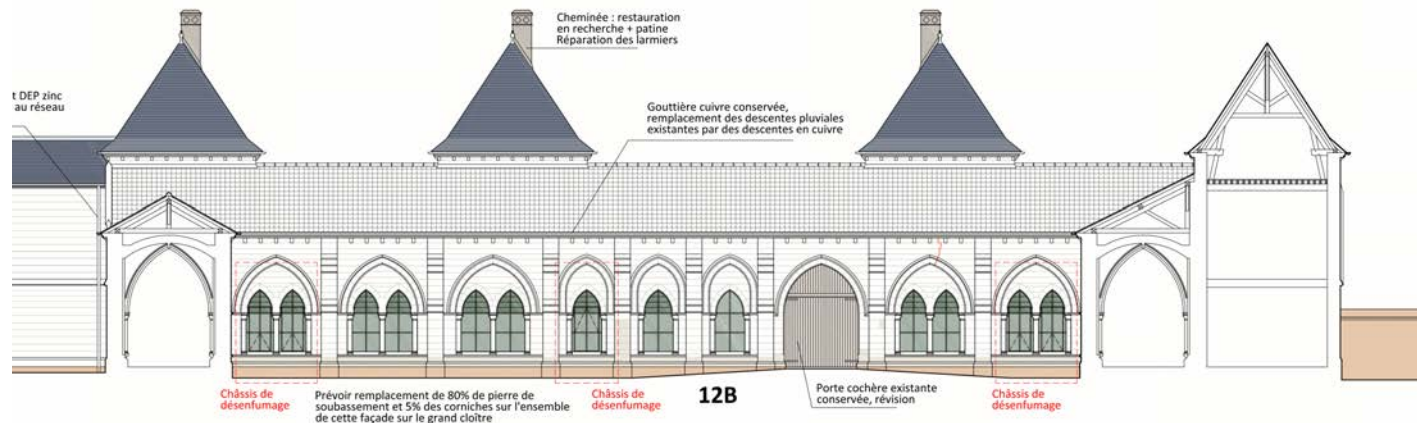 Cheminée : restauration
en recherche + patine
Réparation des larmiers
t DEP zinc
au réseau
Gouttière cuivre conservée,
remplacement des descentes pluviales
existantes par des descentes en cuivre
Châssis de
désenfumage
Prévoir remplacement de 80% de pierre de
soubassement et 5% des corniches sur l'ensemble
de cette façade sur le grand cloître
Châssis de
désenfumage
12B
Porte cochère existante
conservée, révision
Châssis de
désenfumage